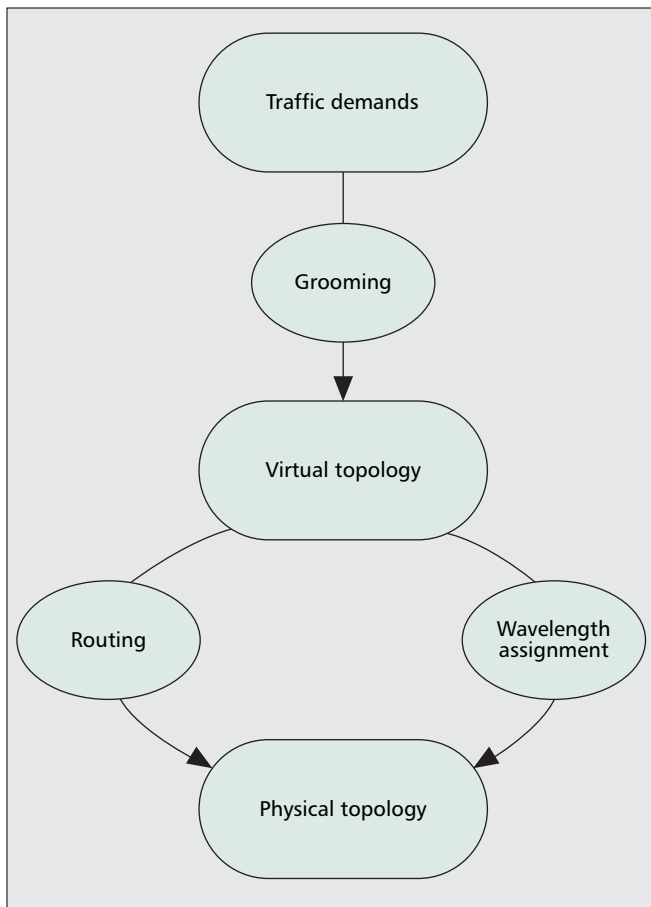 Traffic demands
Grooming
Virtual topology
Routing
Wavelength
assignment
Physical topology